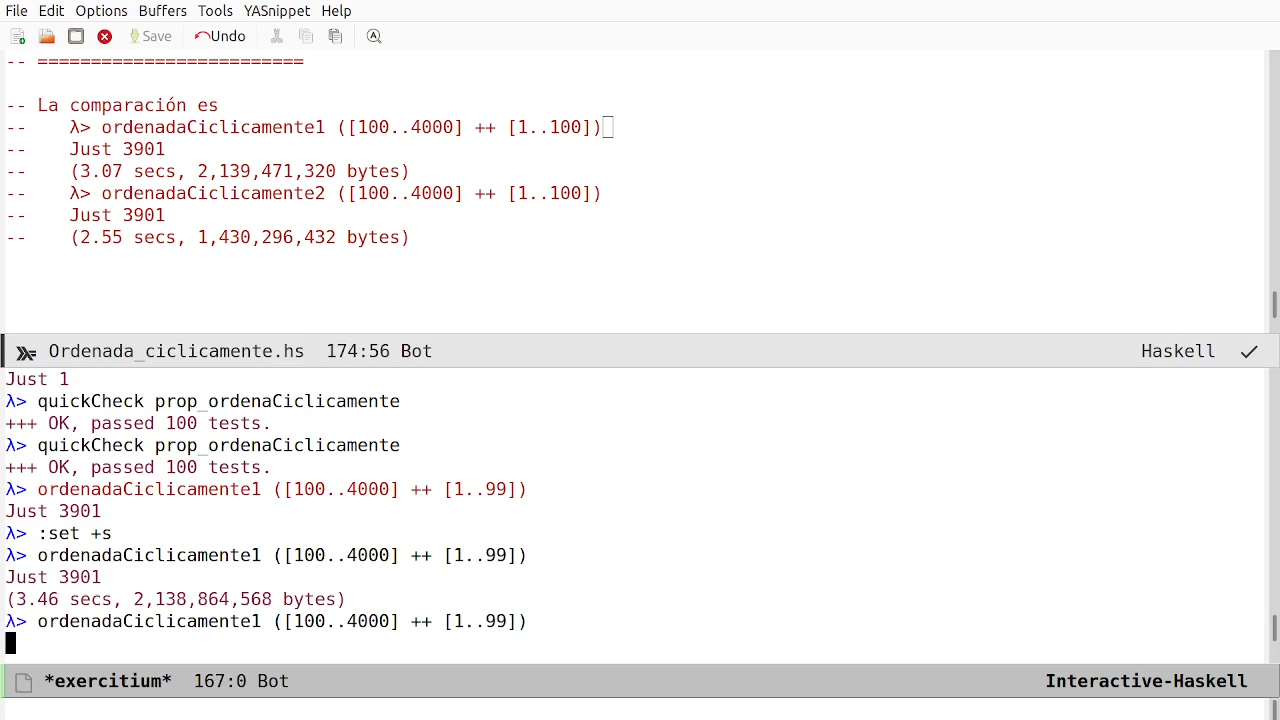 File Edit Options Buffers Tools YASnippet Help
Save Undo
-- =========================
-- La comparación es
--    λ> ordenadaCiclicamente1 ([100..4000] ++ [1..100])
--    Just 3901
--    (3.07 secs, 2,139,471,320 bytes)
--    λ> ordenadaCiclicamente2 ([100..4000] ++ [1..100])
--    Just 3901
--    (2.55 secs, 1,430,296,432 bytes)
Ordenada_ciclicamente.hs 174:56 Bot Haskell
Just 1
λ> quickCheck prop_ordenaCiclicamente
+++ OK, passed 100 tests.
λ> quickCheck prop_ordenaCiclicamente
+++ OK, passed 100 tests.
λ> ordenadaCiclicamente1 ([100..4000] ++ [1..99])
Just 3901
λ> :set +s
λ> ordenadaCiclicamente1 ([100..4000] ++ [1..99])
Just 3901
(3.46 secs, 2,138,864,568 bytes)
λ> ordenadaCiclicamente1 ([100..4000] ++ [1..99])
*exercitium* 167:0 Bot Interactive-Haskell